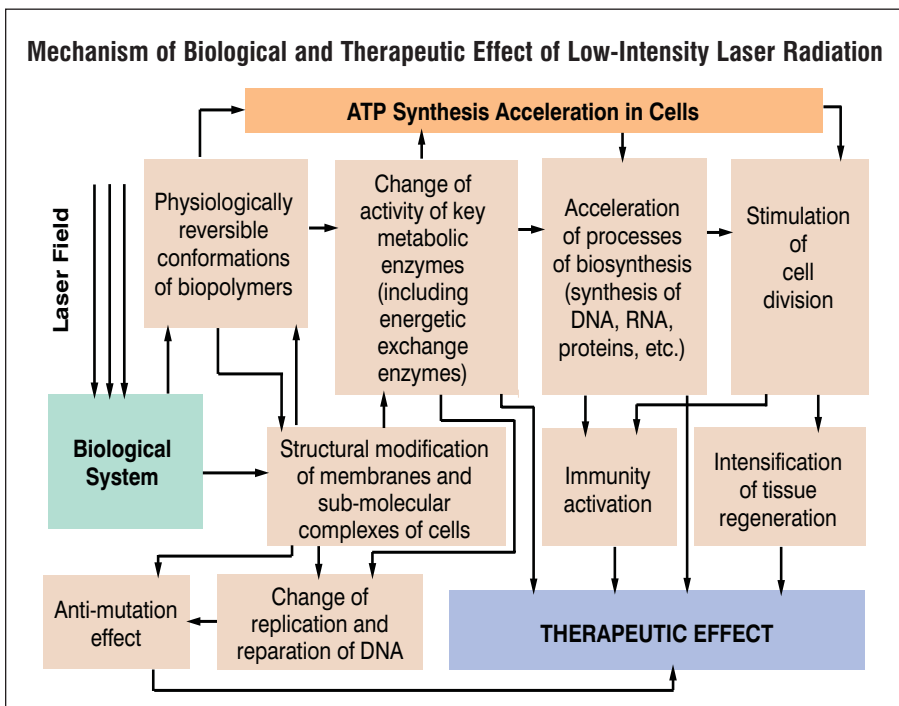 Mechanism of Biological and Therapeutic Effect of Low-Intensity Laser Radiation
ATP Synthesis Acceleration in Cells
Laser Field
Physiologically
reversible
conformations
of biopolymers
Change of
activity of key
metabolic
enzymes
(including
energetic
exchange
enzymes)
Acceleration
of processes
of biosynthesis
(synthesis of
DNA, RNA,
proteins, etc.)
Stimulation
of
cell
division
Biological
System
Structural modification
of membranes and
sub-molecular
complexes of cells
Immunity
activation
Intensification
of tissue
regeneration
Anti-mutation
effect
Change of
replication and
reparation of DNA
THERAPEUTIC EFFECT